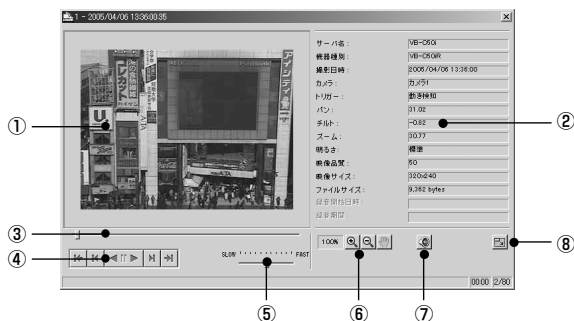 1 - 2005/04/06 13:36:00:35
サーバ名： VB-C50i
機器種別： VB-C50iR
撮影日時： 2005/04/06 13:36:00
カメラ： カメラ1
トリガー： 動き検知
パン： 31.02
チルト： -0.82
ズーム： 30.77
明るさ： 標準
映像品質： 50
映像サイズ： 320x240
ファイルサイズ： 9,362 bytes
録音開始日時：
録音期間：
①
②
③
④
SLOW FAST
100%
⑧
⑤
⑥
⑦
00:00 2/80